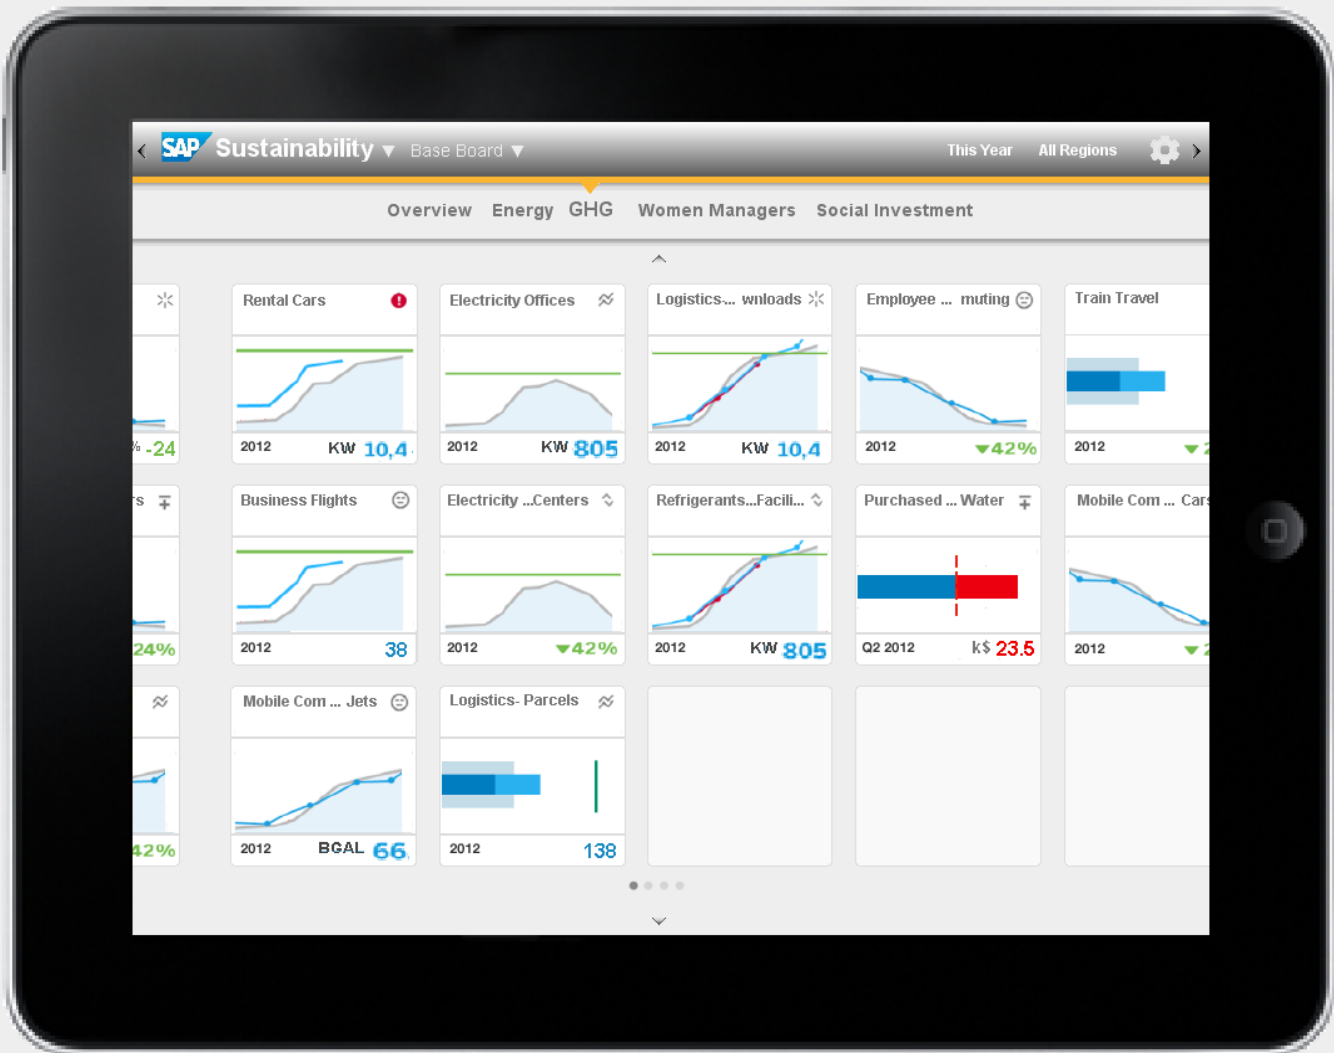 SAP Sustainability ▼ Base Board ▼ This Year All Regions
Overview Energy GHG Women Managers Social Investment
Rental Cars
Electricity Offices
Logistics-... wnloads
Employee ... muting
Train Travel
% -24
2012 KW 10,4
2012 KW 805
2012 KW 10,4
2012 ▼42%
2012 ▼2
rs
Business Flights
Electricity ...Centers
Refrigerants...Facili...
Purchased ... Water
Mobile Com ... Cars
24%
2012 38
2012 ▼42%
2012 KW 805
Q2 2012 k$ 23.5
2012 ▼2
Mobile Com ... Jets
Logistics- Parcels
42%
2012 BGAL 66
2012 138